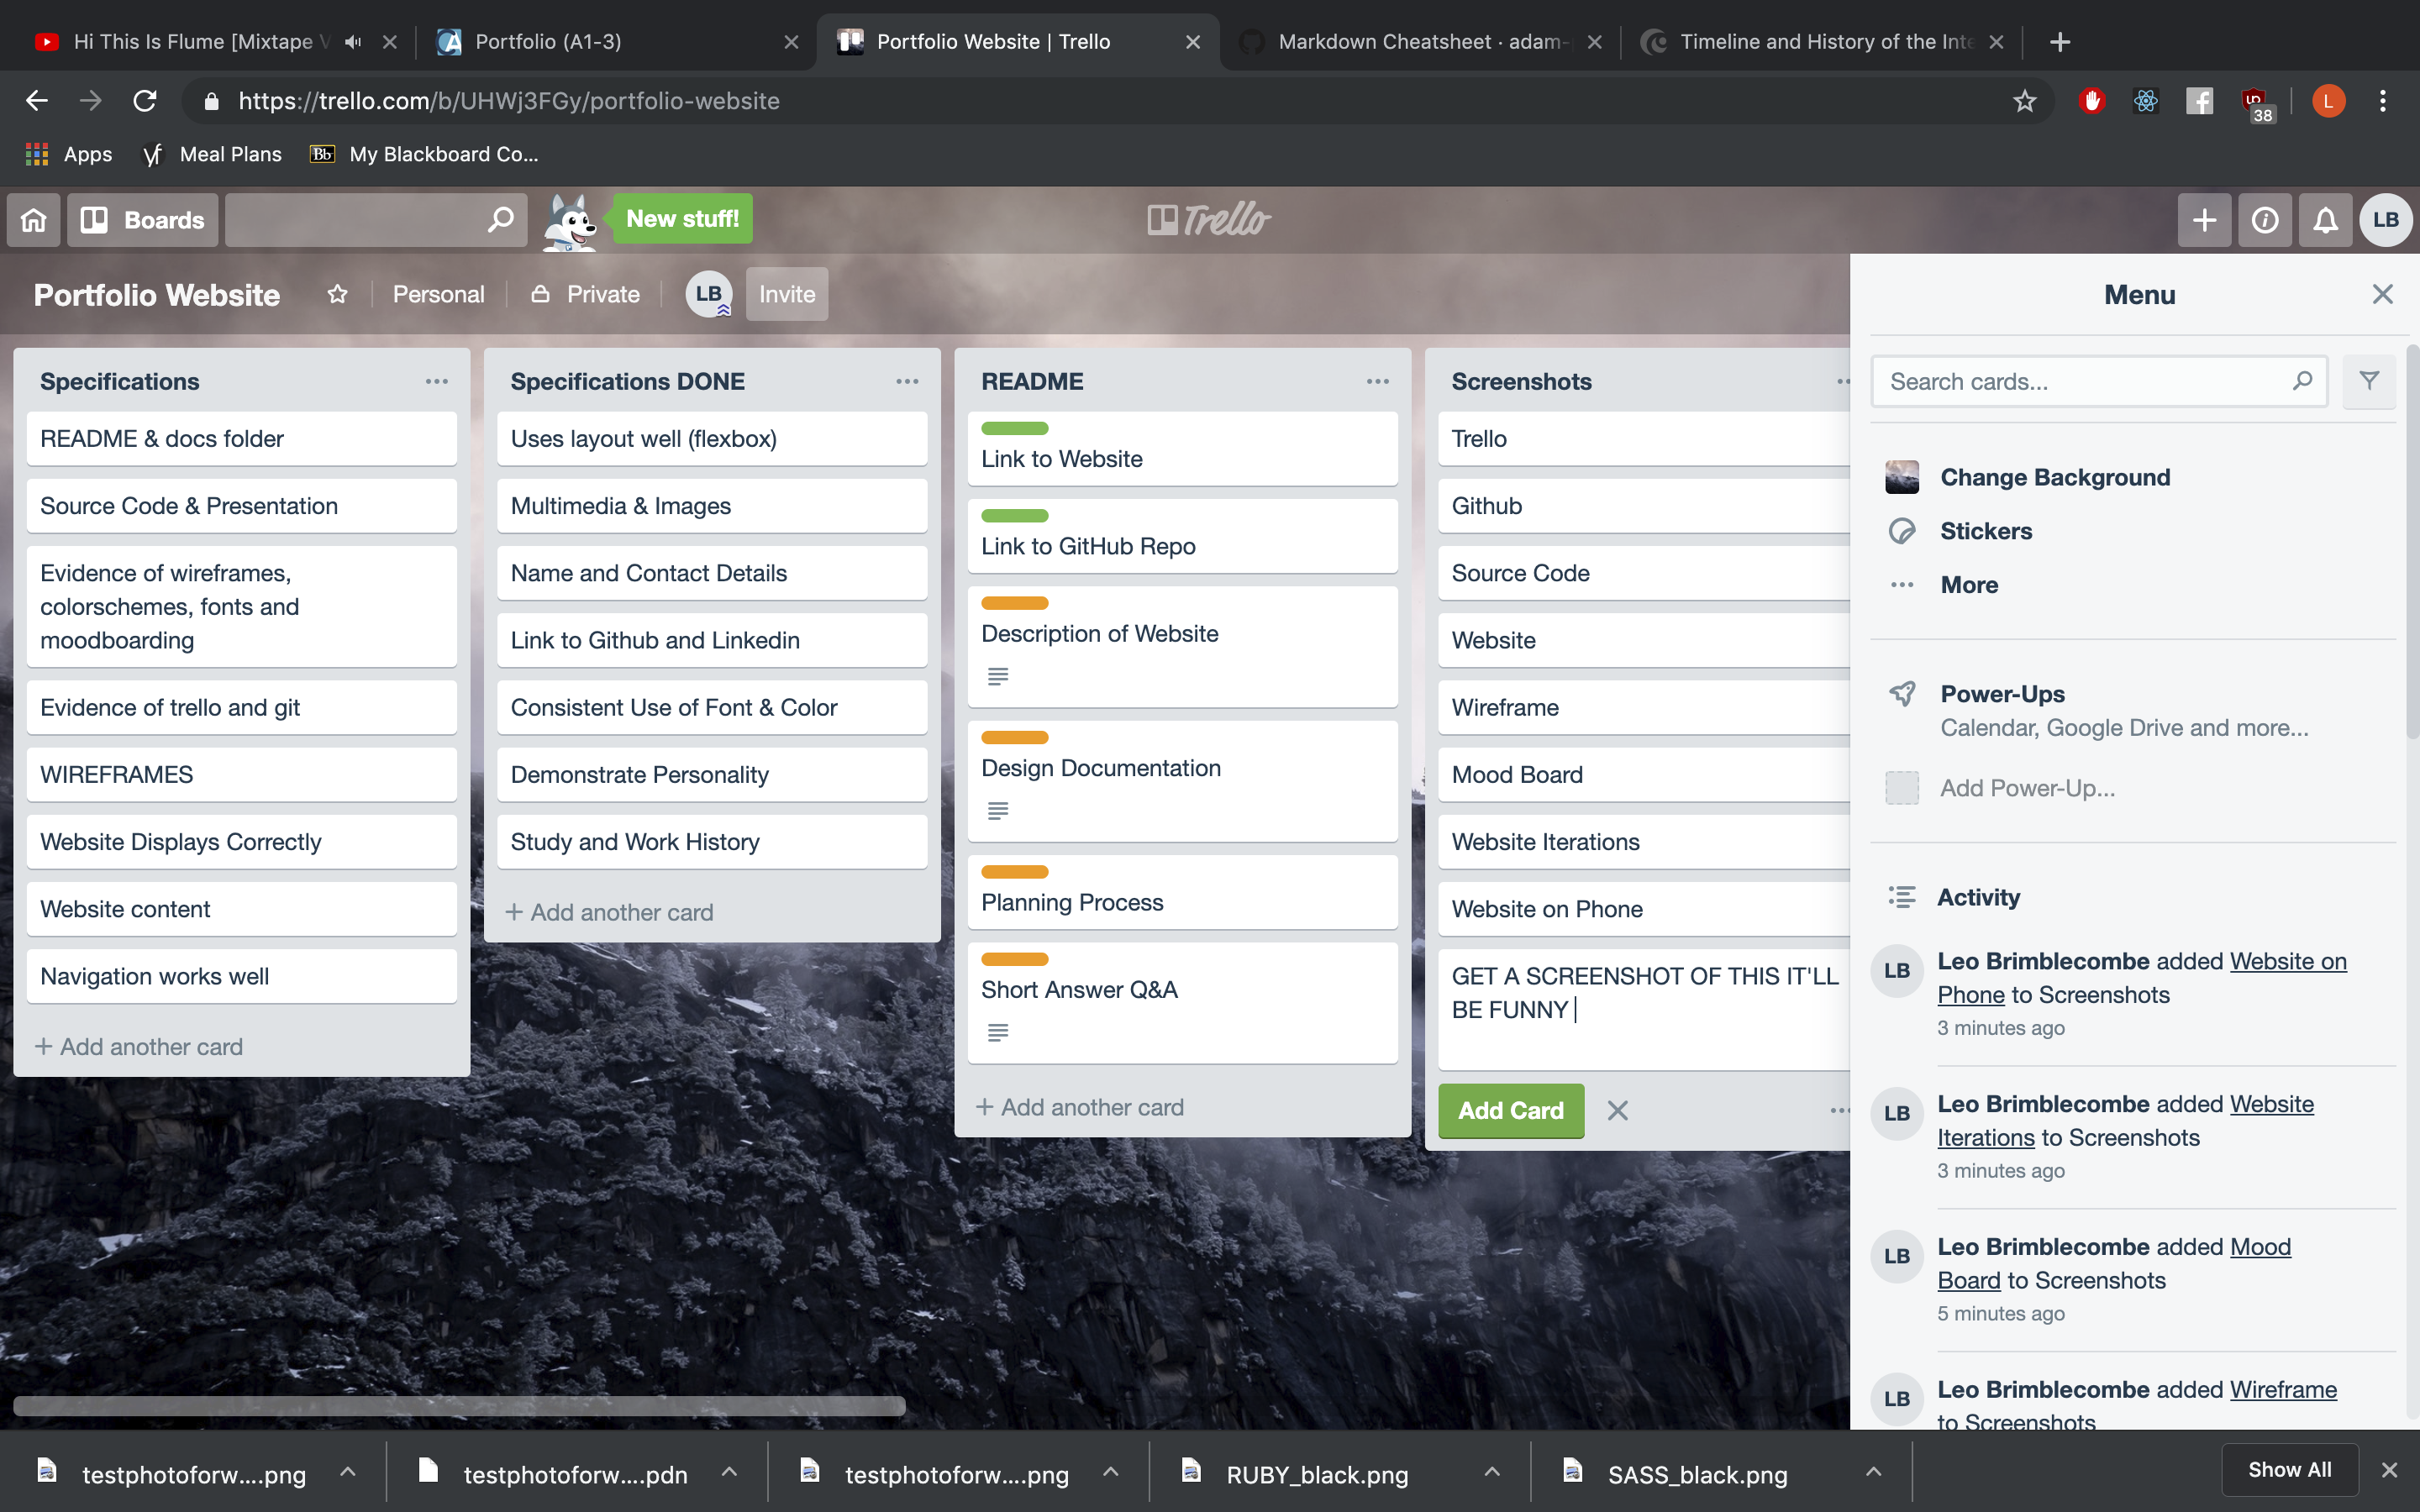 Hi This Is Flume [Mixtape V
Portfolio (A1-3)
Portfolio Website | Trello
Markdown Cheatsheet · adam-
Timeline and History of the Inte
https://trello.com/b/UHWj3FGy/portfolio-website
38
L
Apps
yf Meal Plans
Bb My Blackboard Co...
Boards
New stuff!
Trello
LB
Portfolio Website
Personal
Private
LB
Invite
Specifications
README & docs folder
Source Code & Presentation
Evidence of wireframes,
colorschemes, fonts and
moodboarding
Evidence of trello and git
WIREFRAMES
Website Displays Correctly
Website content
Navigation works well
+ Add another card
Specifications DONE
Uses layout well (flexbox)
Multimedia & Images
Name and Contact Details
Link to Github and Linkedin
Consistent Use of Font & Color
Demonstrate Personality
Study and Work History
+ Add another card
README
Link to Website
Link to GitHub Repo
Description of Website
Design Documentation
Planning Process
Short Answer Q&A
+ Add another card
Screenshots
Trello
Github
Source Code
Website
Wireframe
Mood Board
Website Iterations
Website on Phone
GET A SCREENSHOT OF THIS IT'LL
BE FUNNY
Add Card
Menu
Search cards...
Change Background
Stickers
More
Power-Ups
Calendar, Google Drive and more...
Add Power-Up...
Activity
LB
Leo Brimblecombe added Website on
Phone to Screenshots
3 minutes ago
LB
Leo Brimblecombe added Website
Iterations to Screenshots
3 minutes ago
LB
Leo Brimblecombe added Mood
Board to Screenshots
5 minutes ago
LB
Leo Brimblecombe added Wireframe
to Screenshots
testphotoforw....png
testphotoforw....pdn
testphotoforw....png
RUBY_black.png
SASS_black.png
Show All